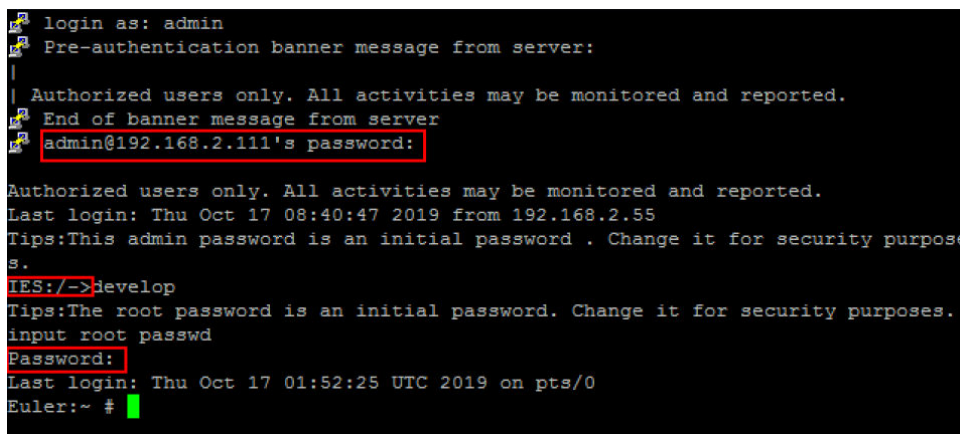 login as: admin
Pre-authentication banner message from server:
|
| Authorized users only. All activities may be monitored and reported.
End of banner message from server
admin@192.168.2.111's password:
Authorized users only. All activities may be monitored and reported.
Last login: Thu Oct 17 08:40:47 2019 from 192.168.2.55
Tips:This admin password is an initial password . Change it for security purpose
s.
IES:/->develop
Tips:The root password is an initial password. Change it for security purposes.
input root passwd
Password:
Last login: Thu Oct 17 01:52:25 UTC 2019 on pts/0
Euler:~ #